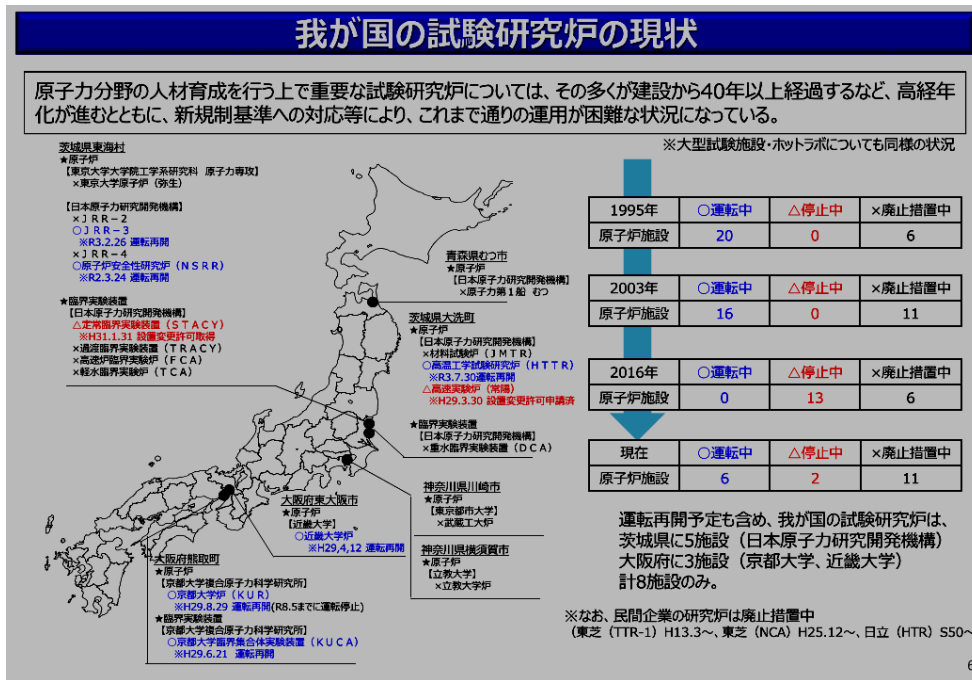 我が国の試験研究炉の現状
原子力分野の人材育成を行う上で重要な試験研究炉については、その多くが建設から40年以上経過するなど、高経年
化が進むとともに、新規制基準への対応等により、これまで通りの運用が困難な状況になっている。
※大型試験施設・ホットラボについても同様の状況
茨城県東海村
★原子炉
【東京大学大学院工学系研究科 原子力専攻】
×東京大学原子炉（弥生）
【日本原子力研究開発機構】
×ＪＲＲ－２
○ＪＲＲ－３
※R3.2.26 運転再開
×ＪＲＲ－４
○原子炉安全性研究炉（ＮＳＲＲ）
※R2.3.24 運転再開
★臨界実験装置
【日本原子力研究開発機構】
△定常臨界実験装置（ＳＴＡＣＹ）
※H31.1.31 設置変更許可取得
×過渡臨界実験装置（ＴＲＡＣＹ）
×高速炉臨界実験炉（ＦＣＡ）
×軽水臨界実験炉（ＴＣＡ）
青森県むつ市
★原子炉
【日本原子力研究開発機構】
×原子力第１船 むつ
茨城県大洗町
★原子炉
【日本原子力研究開発機構】
×材料試験炉（ＪＭＴＲ）
○高温工学試験研究炉（ＨＴＴＲ）
※R3.7.30運転再開
△高速実験炉（常陽）
※H29.3.30 設置変更許可申請済
★臨界実験装置
【日本原子力研究開発機構】
×重水臨界実験装置（ＤＣＡ）
神奈川県川崎市
★原子炉
【東京都市大学】
×武蔵工大炉
神奈川県横須賀市
★原子炉
【立教大学】
×立教大学炉
大阪府東大阪市
★原子炉
【近畿大学】
○近畿大学炉
※H29,4,12 運転再開
大阪府熊取町
★原子炉
【京都大学複合原子力科学研究所】
○京都大学炉（ＫＵＲ）
※H29.8.29 運転再開(R8.5までに運転停止)
★臨界実験装置
【京都大学複合原子力科学研究所】
○京都大学臨界集合体実験装置（ＫＵＣＡ）
※H29.6.21 運転再開
1995年 ○運転中 △停止中 ×廃止措置中
原子炉施設 20 0 6
2003年 ○運転中 △停止中 ×廃止措置中
原子炉施設 16 0 11
2016年 ○運転中 △停止中 ×廃止措置中
原子炉施設 0 13 6
現在 ○運転中 △停止中 ×廃止措置中
原子炉施設 6 2 11
運転再開予定も含め、我が国の試験研究炉は、
茨城県に5施設（日本原子力研究開発機構）
大阪府に3施設（京都大学、近畿大学）
計8施設のみ。
※なお、民間企業の研究炉は廃止措置中
（東芝（TTR-1）H13.3～、東芝（NCA）H25.12～、日立（HTR）S50～
6